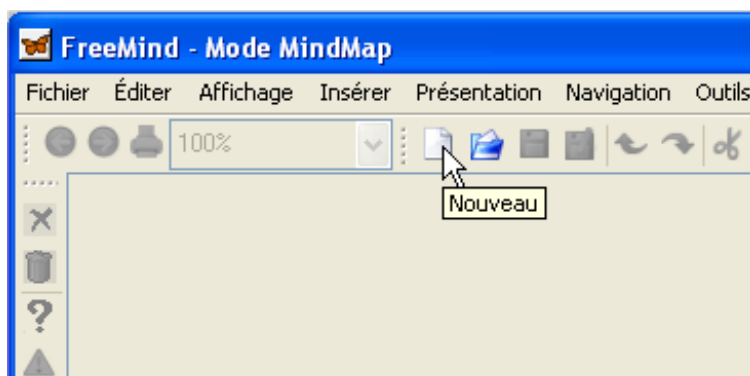 FreeMind - Mode MindMap
Fichier Éditer Affichage Insérer Présentation Navigation Outils
100%
Nouveau